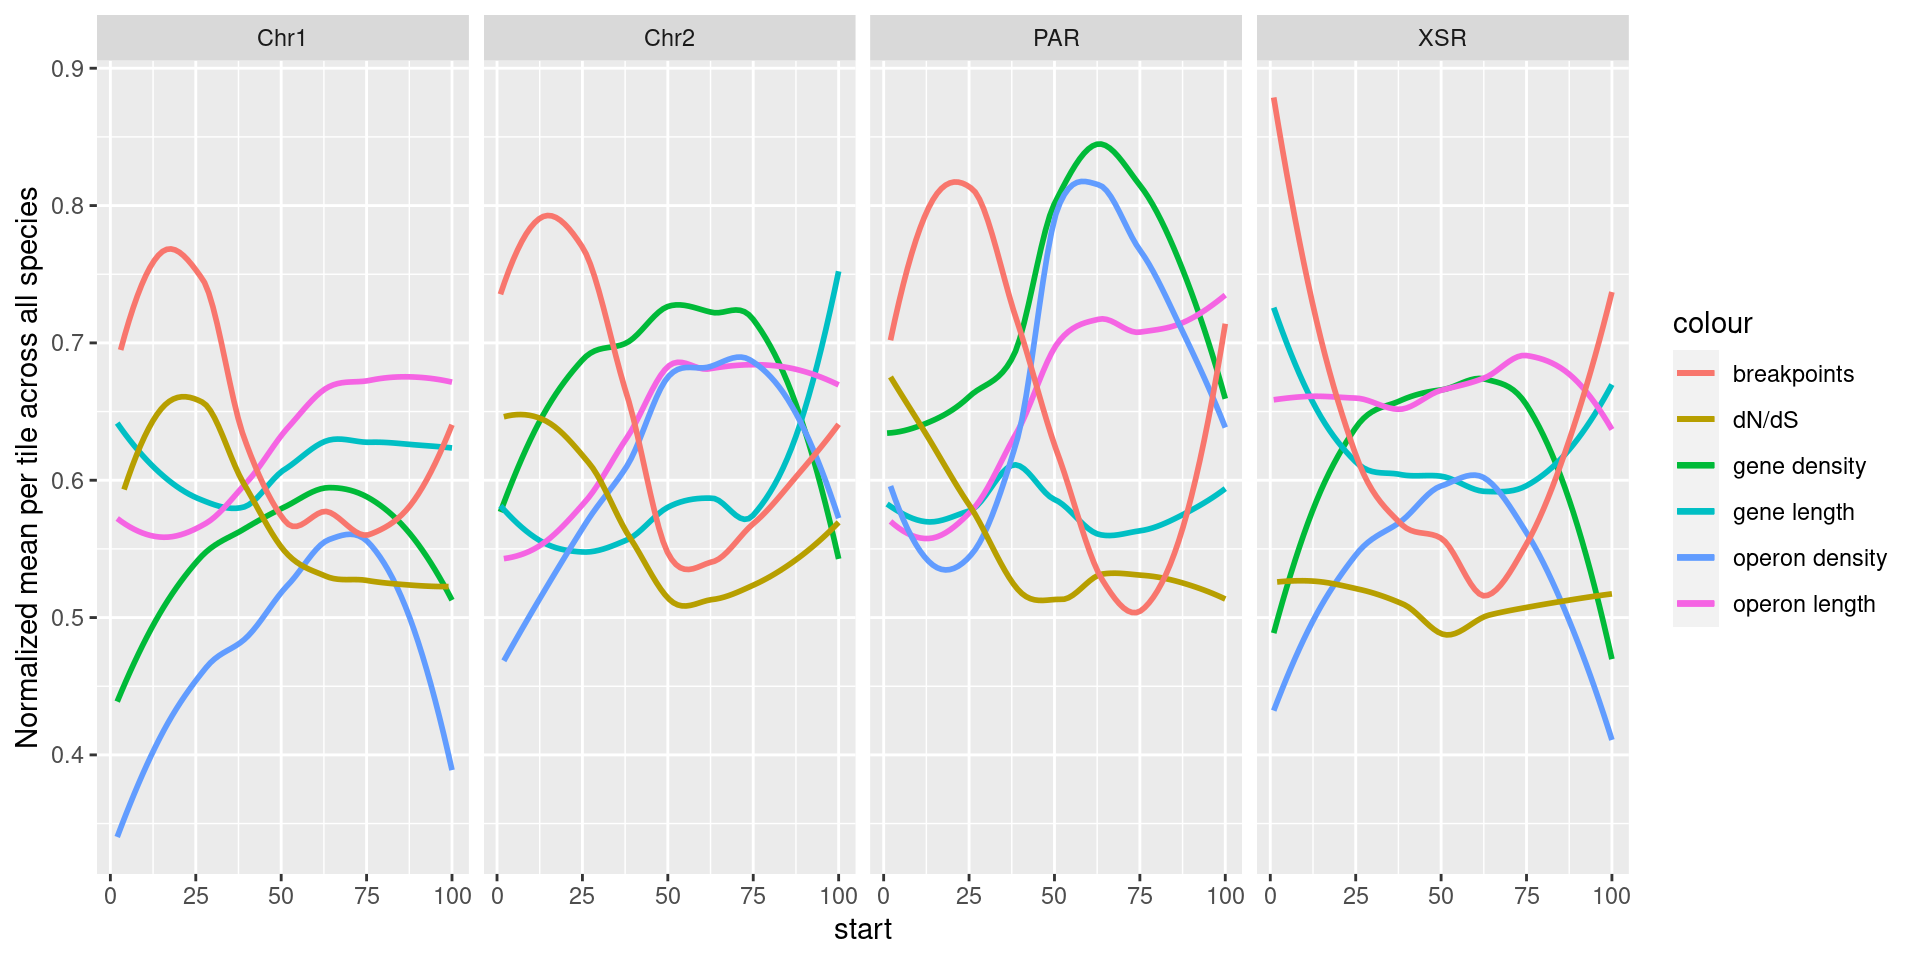 Chr1 Chr2 PAR XSR
0.9
0.8
0.7
0.6
0.5
0.4
Normalized mean per tile across all species
0 25 50 75 100 0 25 50 75 100 0 25 50 75 100 0 25 50 75 100
start
colour
breakpoints
dN/dS
gene density
gene length
operon density
operon length